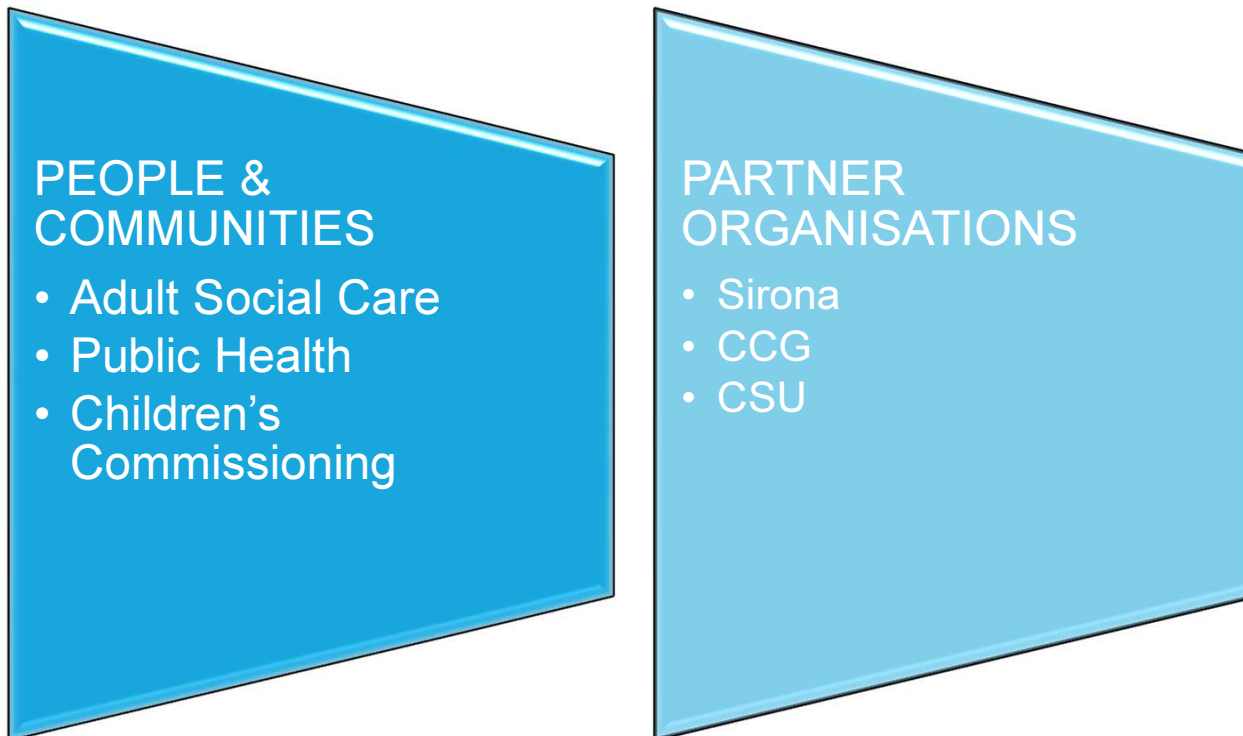 PEOPLE &
COMMUNITIES
• Adult Social Care
• Public Health
• Children’s
Commissioning
PARTNER
ORGANISATIONS
• Sirona
• CCG
• CSU